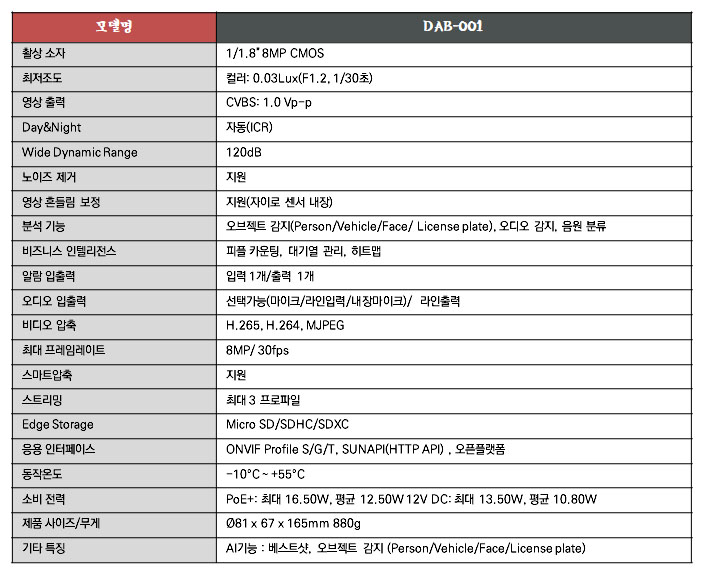 모델명 DAB-001
촬상 소자 1/1.8" 8MP CMOS
최저조도 컬러: 0.03Lux(F1.2, 1/30초)
영상 출력 CVBS: 1.0 Vp-p
Day&Night 자동(ICR)
Wide Dynamic Range 120dB
노이즈 제거 지원
영상 흔들림 보정 지원(자이로 센서 내장)
분석 기능 오브젝트 감지(Person/Vehicle/Face/ License plate), 오디오 감지, 음원 분류
비즈니스 인텔리전스 피플 카운팅, 대기열 관리, 히트맵
알람 입출력 입력 1개/출력 1개
오디오 입출력 선택가능(마이크/라인입력/내장마이크)/ 라인출력
비디오 압축 H.265, H.264, MJPEG
최대 프레임레이트 8MP/ 30fps
스마트압축 지원
스트리밍 최대 3 프로파일
Edge Storage Micro SD/SDHC/SDXC
응용 인터페이스 ONVIF Profile S/G/T, SUNAPI(HTTP API) , 오픈플랫폼
동작온도 -10°C ~ +55°C
소비 전력 PoE+: 최대 16.50W, 평균 12.50W 12V DC: 최대 13.50W, 평균 10.80W
제품 사이즈/무게 Ø81 x 67 x 165mm 880g
기타 특징 AI기능 : 베스트샷, 오브젝트 감지 (Person/Vehicle/Face/License plate)